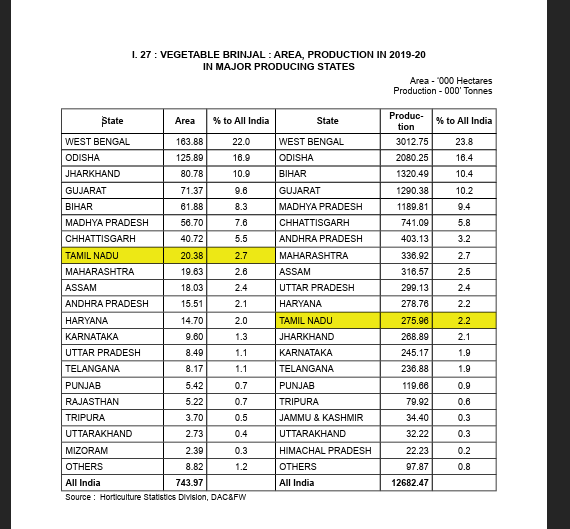 I. 27 : VEGETABLE BRINJAL : AREA, PRODUCTION IN 2019-20
IN MAJOR PRODUCING STATES
Area - '000 Hectares
Production - 000' Tonnes
State Area % to All India State Produc-tion % to All India
WEST BENGAL 163.88 22.0 WEST BENGAL 3012.75 23.8
ODISHA 125.89 16.9 ODISHA 2080.25 16.4
JHARKHAND 80.78 10.9 BIHAR 1320.49 10.4
GUJARAT 71.37 9.6 GUJARAT 1290.38 10.2
BIHAR 61.88 8.3 MADHYA PRADESH 1189.81 9.4
MADHYA PRADESH 56.70 7.6 CHHATTISGARH 741.09 5.8
CHHATTISGARH 40.72 5.5 ANDHRA PRADESH 403.13 3.2
TAMIL NADU 20.38 2.7 MAHARASHTRA 336.92 2.7
MAHARASHTRA 19.63 2.6 ASSAM 316.57 2.5
ASSAM 18.03 2.4 UTTAR PRADESH 299.13 2.4
ANDHRA PRADESH 15.51 2.1 HARYANA 278.76 2.2
HARYANA 14.70 2.0 TAMIL NADU 275.96 2.2
KARNATAKA 9.60 1.3 JHARKHAND 268.89 2.1
UTTAR PRADESH 8.49 1.1 KARNATAKA 245.17 1.9
TELANGANA 8.17 1.1 TELANGANA 236.88 1.9
PUNJAB 5.42 0.7 PUNJAB 119.66 0.9
RAJASTHAN 5.22 0.7 TRIPURA 79.92 0.6
TRIPURA 3.70 0.5 JAMMU & KASHMIR 34.40 0.3
UTTARAKHAND 2.73 0.4 UTTARAKHAND 32.22 0.3
MIZORAM 2.39 0.3 HIMACHAL PRADESH 22.23 0.2
OTHERS 8.82 1.2 OTHERS 97.87 0.8
All India 743.97 All India 12682.47
Source : Horticulture Statistics Division, DAC&FW